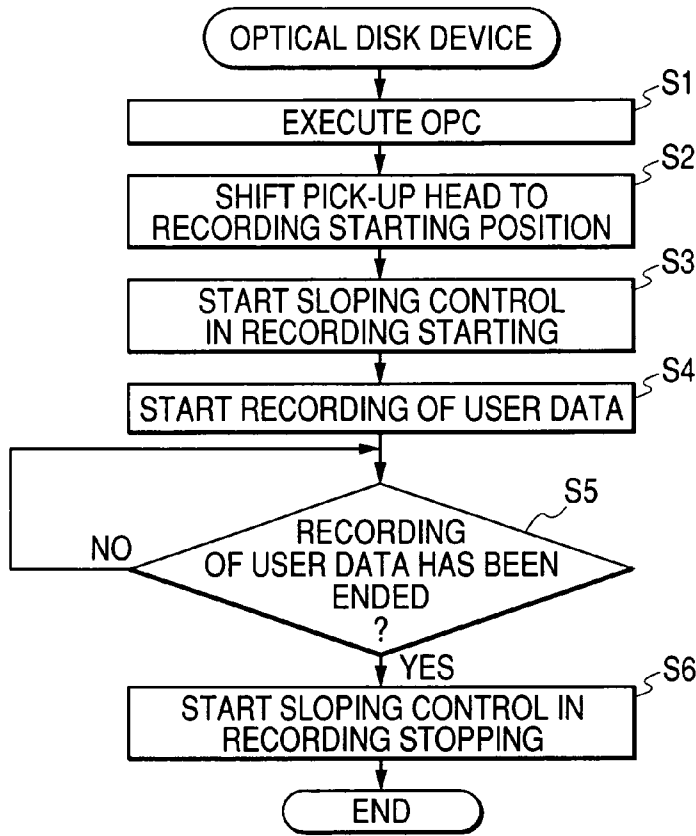 OPTICAL DISK DEVICE
S1
EXECUTE OPC
S2
SHIFT PICK-UP HEAD TO
RECORDING STARTING POSITION
S3
START SLOPING CONTROL
IN RECORDING STARTING
S4
START RECORDING OF USER DATA
S5
RECORDING
OF USER DATA HAS BEEN
ENDED
?
NO
YES
S6
START SLOPING CONTROL IN
RECORDING STOPPING
END